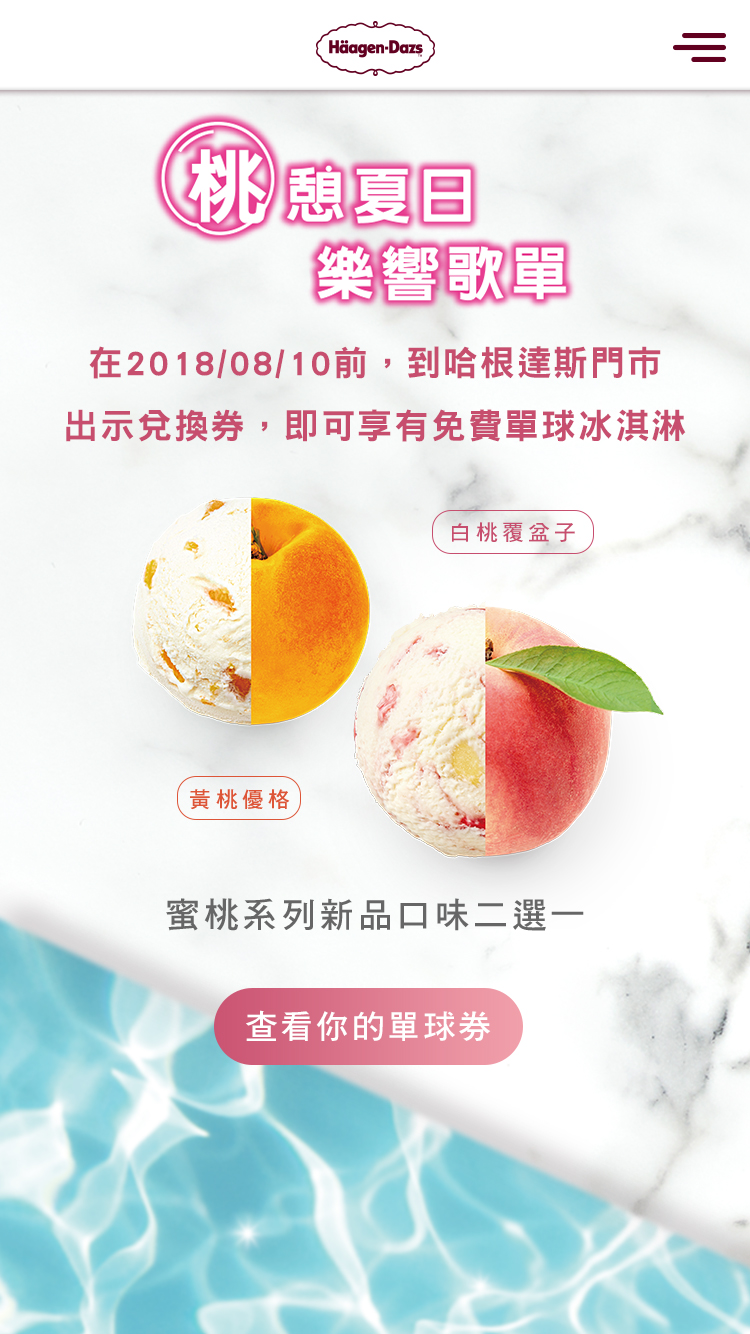 Häagen-Dazs
桃憩夏日
樂響歌單
在2018/08/10前，到哈根達斯門市
出示兌換券，即可享有免費單球冰淇淋
白桃覆盆子
黃桃優格
蜜桃系列新品口味二選一
查看你的單球券